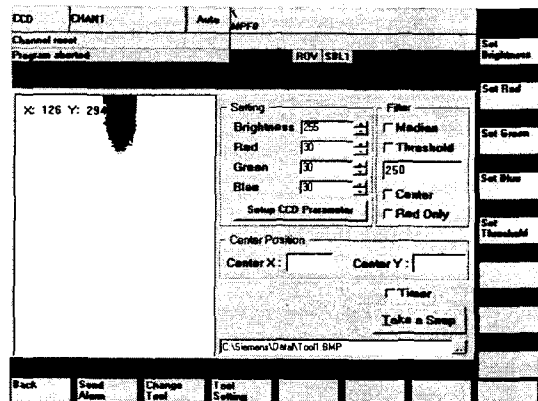 CCD CHAN1 Auto MPF0
Channel reset
Program aborted
ROV SBL1
Set Brightness
Set Red
Set Green
Set Blue
Set Threshold
X: 126 Y: 294
Setting
Brightness 255
Red 30
Green 30
Blue 30
Setup CCD Prarameter
Filter
Median
Threshold
250
Center
Red Only
Center Position
Center X :
Center Y :
Timer
Take a Snap
C:\Siemens\Data\Tool1.BMP
...
Back
Send Alarm
Change Tool
Tool Setting